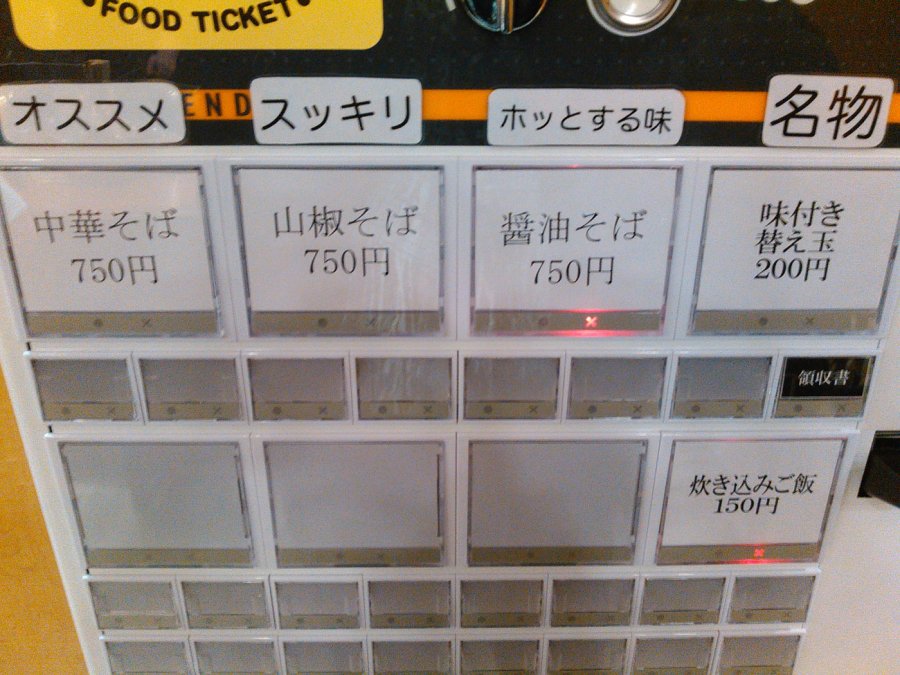 FOOD TICKET
END
オススメ
スッキリ
ホッとする味
名物
中華そば
750円
山椒そば
750円
醤油そば
750円
味付き
替え玉
200円
領収書
炊き込みご飯
150円